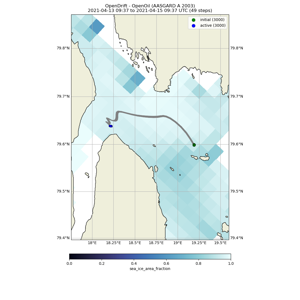 OpenDrift - OpenOil (AASGARD A 2003)
2021-04-13 09:37 to 2021-04-15 09:37 UTC (49 steps)
initial (3000)
active (3000)
79.8°N 79.8°N
79.7°N 79.7°N
79.6°N 79.6°N
79.5°N 79.5°N
79.4°N 79.4°N
18°E 18.25°E 18.5°E 18.75°E 19°E 19.25°E 19.5°E
0.0 0.2 0.4 0.6 0.8 1.0
sea_ice_area_fraction